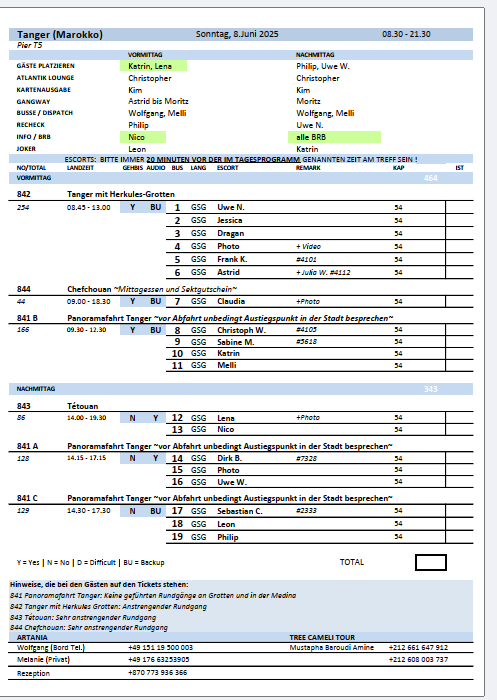 Tanger (Marokko) Sonntag, 8.Juni 2025 08.30 - 21.30
Pier T5
VORMITTAG NACHMITTAG
GÄSTE PLATZIEREN Katrin, Lena Philip, Uwe W.
ATLANTIK LOUNGE Christopher Christopher
KARTENAUSGABE Kim Kim
GANGWAY Astrid bis Moritz Moritz
BUSSE / DISPATCH Wolfgang, Melli Wolfgang, Melli
RECHECK Philip Uwe N.
INFO / BRB Nico alle BRB
JOKER Leon Katrin
ESCORTS: BITTE IMMER 20 MINUTEN VOR DER IM TAGESPROGRAMM GENANNTEN ZEIT AM TREFF SEIN !
NO/TOTAL LANDZEIT GEHBIS AUDIO BUS LANG ESCORT REMARK KAP IST
VORMITTAG 464
842 Tanger mit Herkules-Grotten
254 08.45 - 13.00 Y BU 1 GSG Uwe N. 54
2 GSG Jessica 54
3 GSG Dragan 54
4 GSG Photo + Video 54
5 GSG Frank K. #4101 54
6 GSG Astrid + Julia W. #4112 54
844 Chefchouan ~Mittagessen und Sektgutschein~
44 09.00 - 18.30 Y BU 7 GSG Claudia +Photo 54
841 B Panoramafahrt Tanger ~vor Abfahrt unbedingt Austiegspunkt in der Stadt besprechen~
166 09.30 - 12.30 Y BU 8 GSG Christoph W. #4105 54
9 GSG Sabine M. #5618 54
10 GSG Katrin 54
11 GSG Melli 54
NACHMITTAG 343
843 Tétouan
86 14.00 - 19.30 N Y 12 GSG Lena +Photo 54
13 GSG Nico 54
841 A Panoramafahrt Tanger ~vor Abfahrt unbedingt Austiegspunkt in der Stadt besprechen~
128 14.15 - 17.15 N Y 14 GSG Dirk B. #7328 54
15 GSG Photo 54
16 GSG Uwe W. 54
841 C Panoramafahrt Tanger ~vor Abfahrt unbedingt Austiegspunkt in der Stadt besprechen~
129 14.30 - 17.30 N BU 17 GSG Sebastian C. #2333 54
18 GSG Leon 54
19 GSG Philip 54
Y = Yes | N = No | D = Difficult | BU = Backup TOTAL
Hinweise, die bei den Gästen auf den Tickets stehen:
841 Panoramafahrt Tanger: Keine geführten Rundgänge an Grotten und in der Medina
842 Tanger mit Herkules Grotten: Anstrengender Rundgang
843 Tétouan: Sehr anstrengender Rundgang
844 Chefchouan: Sehr anstrengender Rundgang
ARTANIA TREE CAMELI TOUR
Wolfgang (Bord Tel.) +49 151 19 500 003 Mustapha Baroudi Amine +212 661 647 912
Melanie (Privat) +49 176 63253905 +212 608 003 737
Rezeption +870 773 936 366